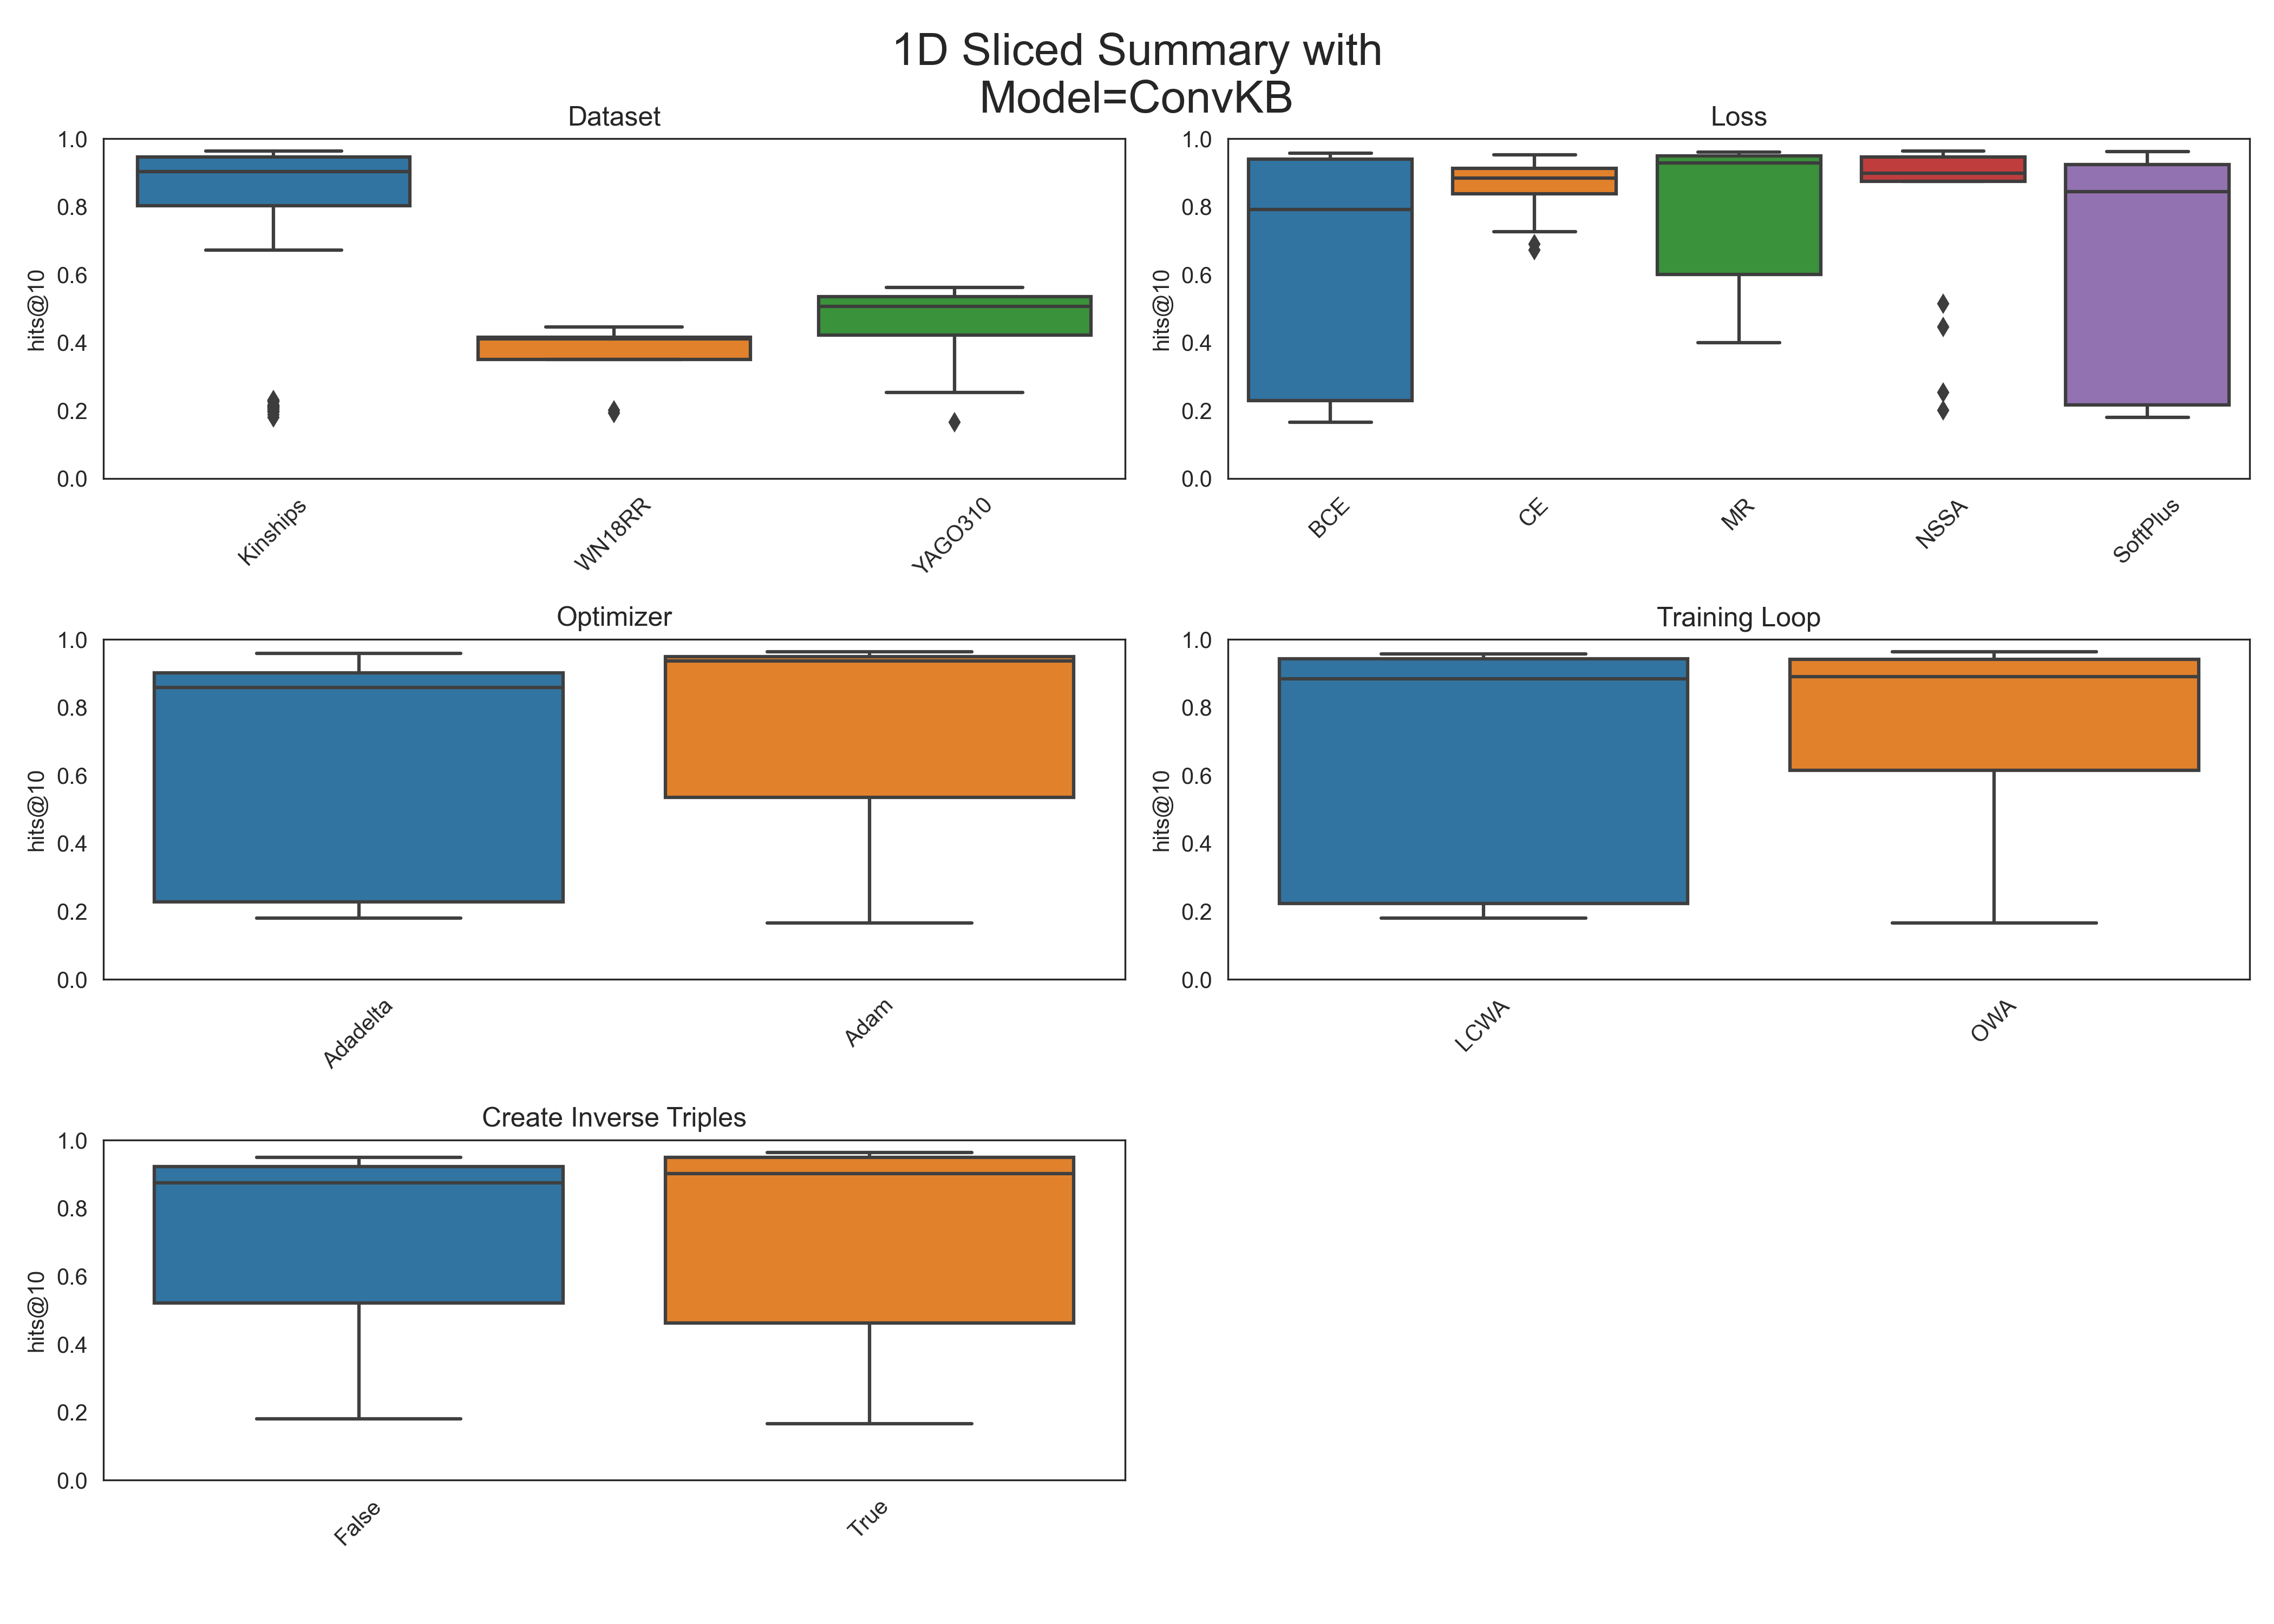 1D Sliced Summary with
Model=ConvKB
Dataset
1.0
0.8
0.6
0.4
0.2
0.0
hits@10
Kinships
WN18RR
YAGO310
Loss
1.0
0.8
0.6
0.4
0.2
0.0
hits@10
BCE
CE
MR
NSSA
SoftPlus
Optimizer
1.0
0.8
0.6
0.4
0.2
0.0
hits@10
Adadelta
Adam
Training Loop
1.0
0.8
0.6
0.4
0.2
0.0
hits@10
LCWA
OWA
Create Inverse Triples
1.0
0.8
0.6
0.4
0.2
0.0
hits@10
False
True